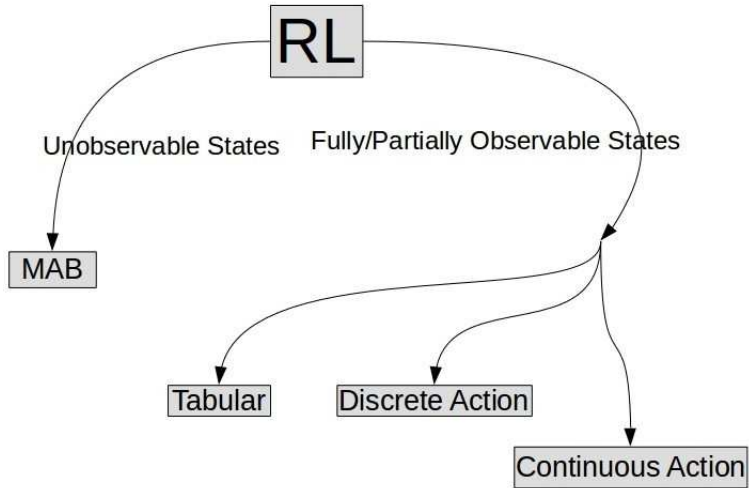 RL
Unobservable States
Fully/Partially Observable States
MAB
Tabular
Discrete Action
Continuous Action